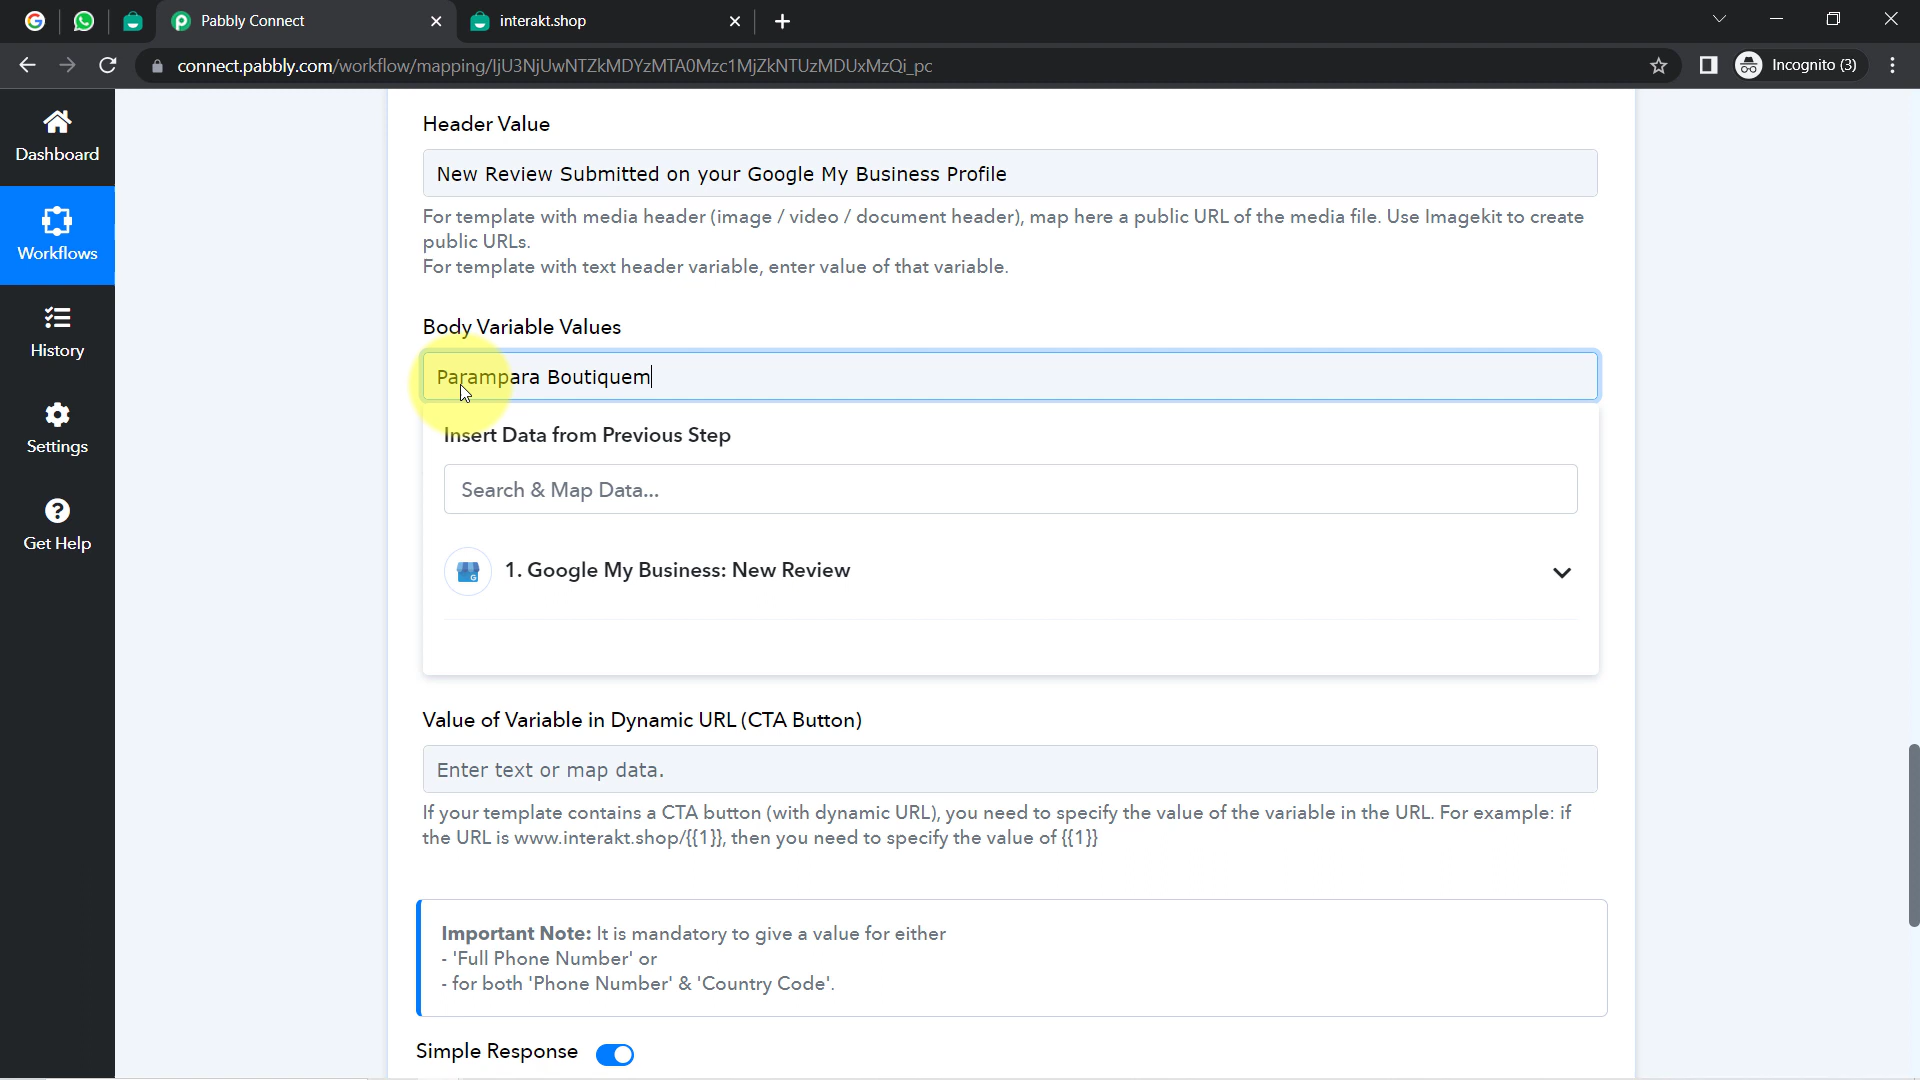 Pabbly Connect
interakt.shop
connect.pabbly.com/workflow/mapping/IjU3NjUwNTZkMDYzMTA0Mzc1MjZkNTUzMDUxMzQi_pc
Incognito (3)
Dashboard
Workflows
History
Settings
Get Help
Header Value
New Review Submitted on your Google My Business Profile
For template with media header (image / video / document header), map here a public URL of the media file. Use Imagekit to create
public URLs.
For template with text header variable, enter value of that variable.
Body Variable Values
Parampara Boutiquem
Insert Data from Previous Step
Search & Map Data...
1. Google My Business: New Review
Value of Variable in Dynamic URL (CTA Button)
Enter text or map data.
If your template contains a CTA button (with dynamic URL), you need to specify the value of the variable in the URL. For example: if
the URL is www.interakt.shop/{{1}}, then you need to specify the value of {{1}}
Important Note: It is mandatory to give a value for either
- 'Full Phone Number' or
- for both 'Phone Number' & 'Country Code'.
Simple Response